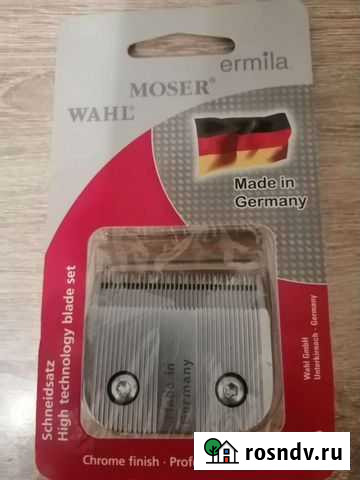 ermila
MOSER®
WAHL®
Made in
Germany
Schneidsatz
High technology blade set
Made in
Germany
Wahl GmbH
Unterkirnach · Germany
Chrome finish · Profe
rosndv.ru